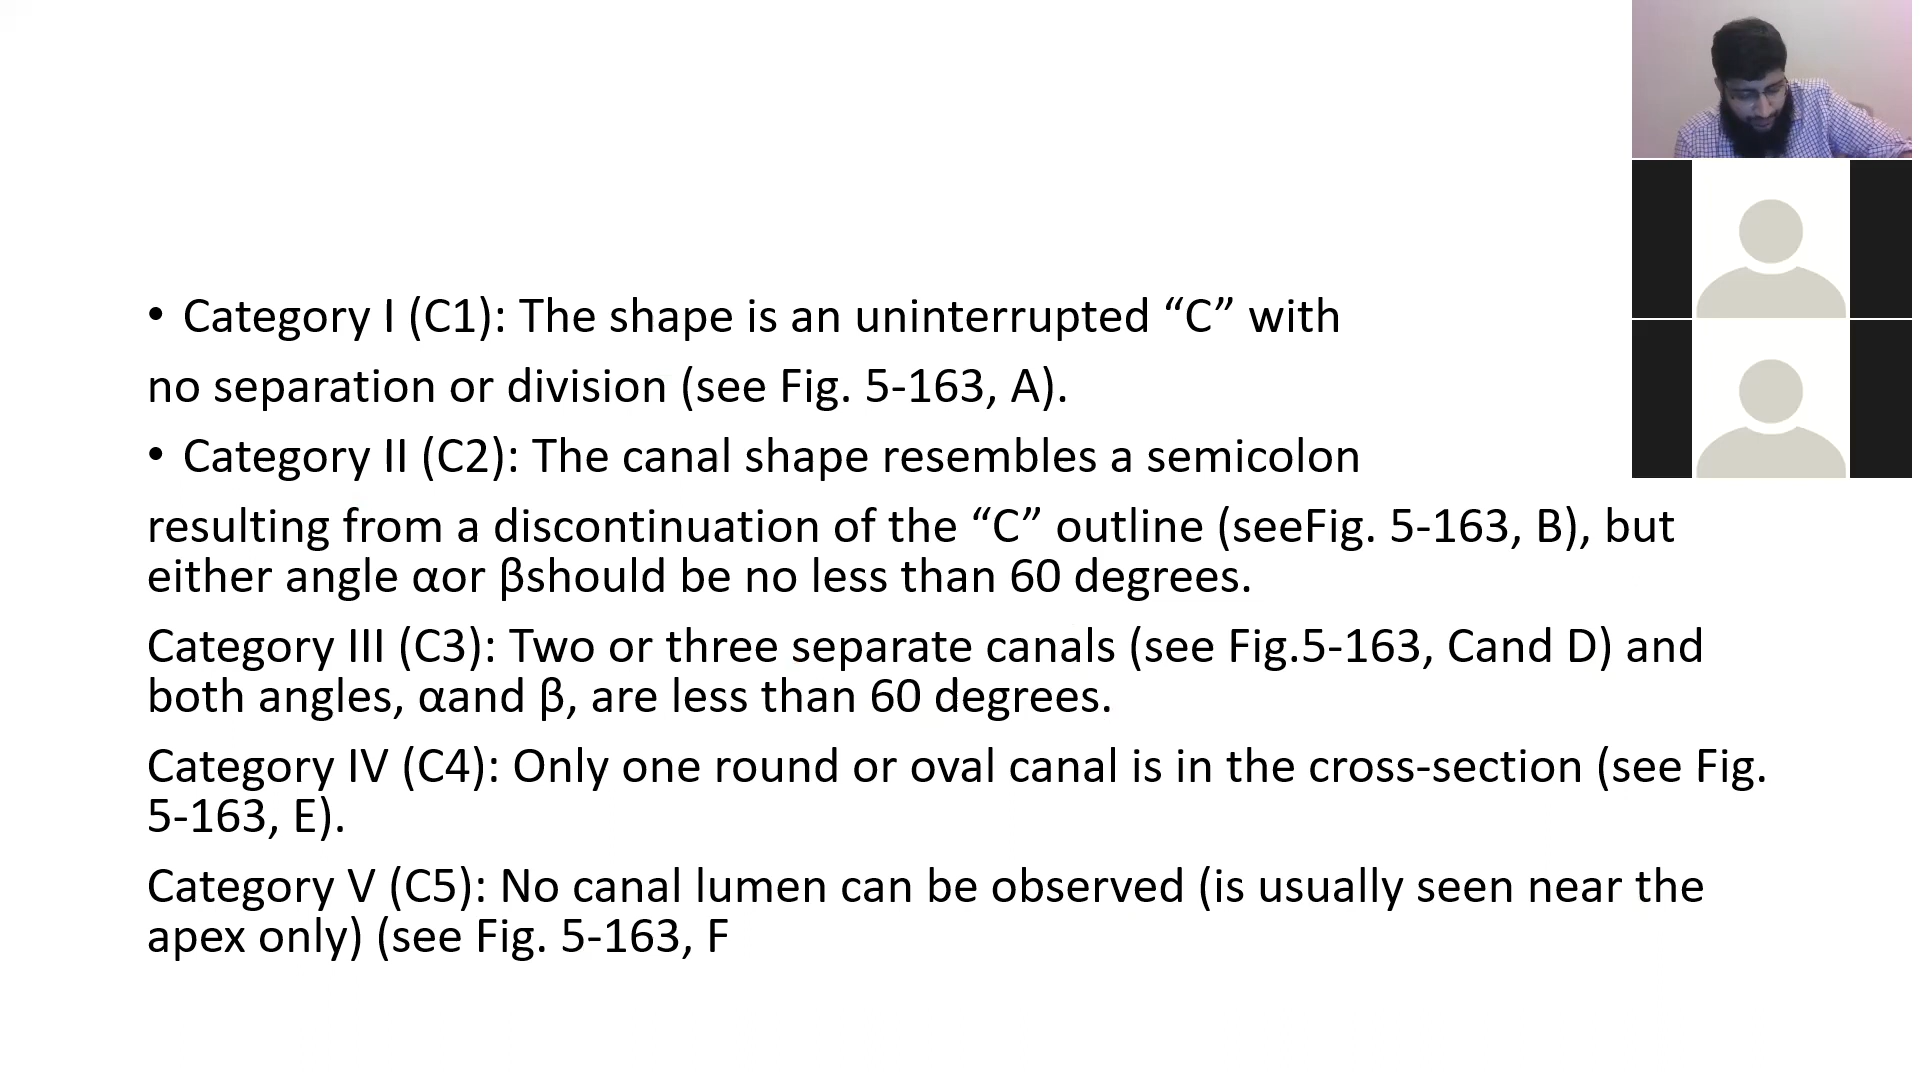 • Category I (C1): The shape is an uninterrupted “C” with
no separation or division (see Fig. 5-163, A).
• Category II (C2): The canal shape resembles a semicolon
resulting from a discontinuation of the “C” outline (seeFig. 5-163, B), but
either angle αor βshould be no less than 60 degrees.
Category III (C3): Two or three separate canals (see Fig.5-163, Cand D) and
both angles, αand β, are less than 60 degrees.
Category IV (C4): Only one round or oval canal is in the cross-section (see Fig.
5-163, E).
Category V (C5): No canal lumen can be observed (is usually seen near the
apex only) (see Fig. 5-163, F